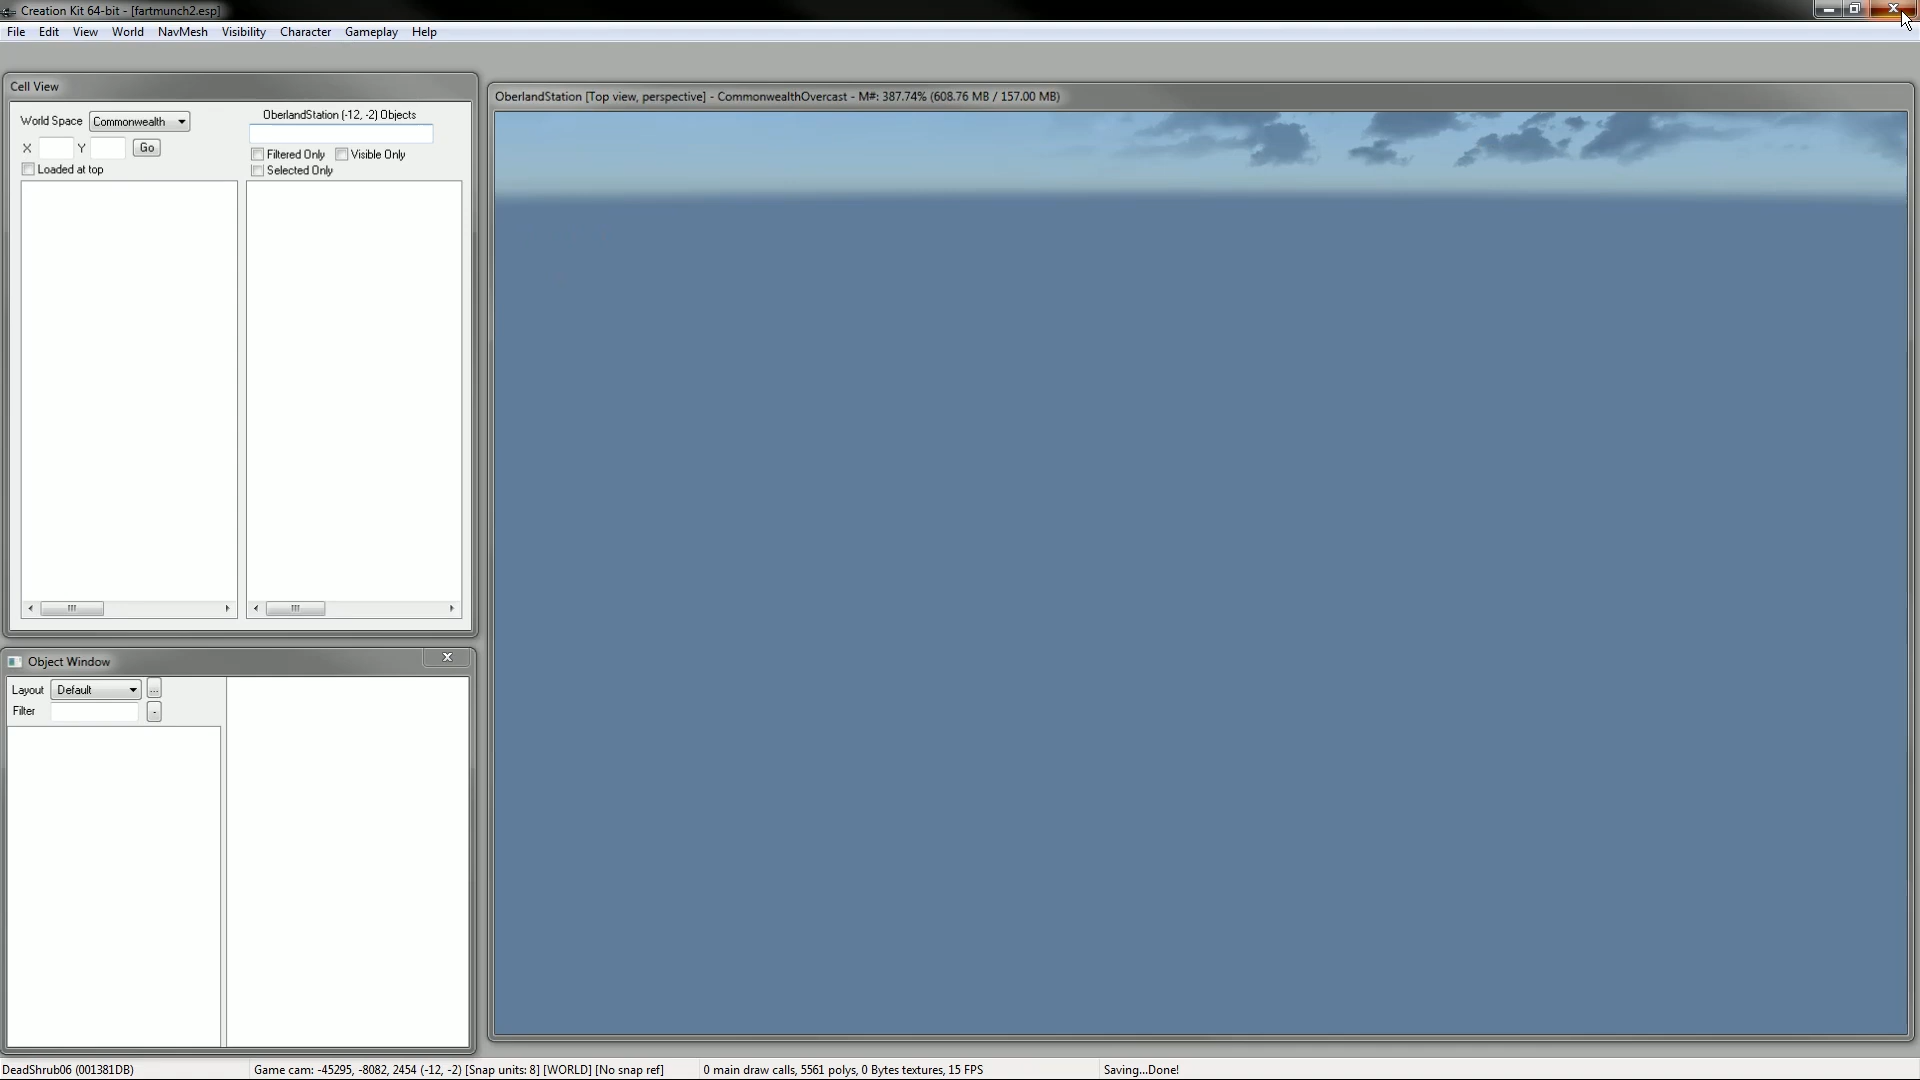 Creation Kit 64-bit - [fartmunch2.esp]
File Edit View World NavMesh Visibility Character Gameplay Help
Cell View
World Space Commonwealth
X Y Go
Loaded at top
OberlandStation (-12, -2) Objects
Filtered Only Visible Only
Selected Only
OberlandStation [Top view, perspective] - CommonwealthOvercast - M#: 387.74% (608.76 MB / 157.00 MB)
Object Window
Layout Default ...
Filter -
DeadShrub06 (001381DB) Game cam: -45295, -8082, 2454 (-12, -2) [Snap units: 8] [WORLD] [No snap ref] 0 main draw calls, 5561 polys, 0 Bytes textures, 15 FPS Saving...Done!